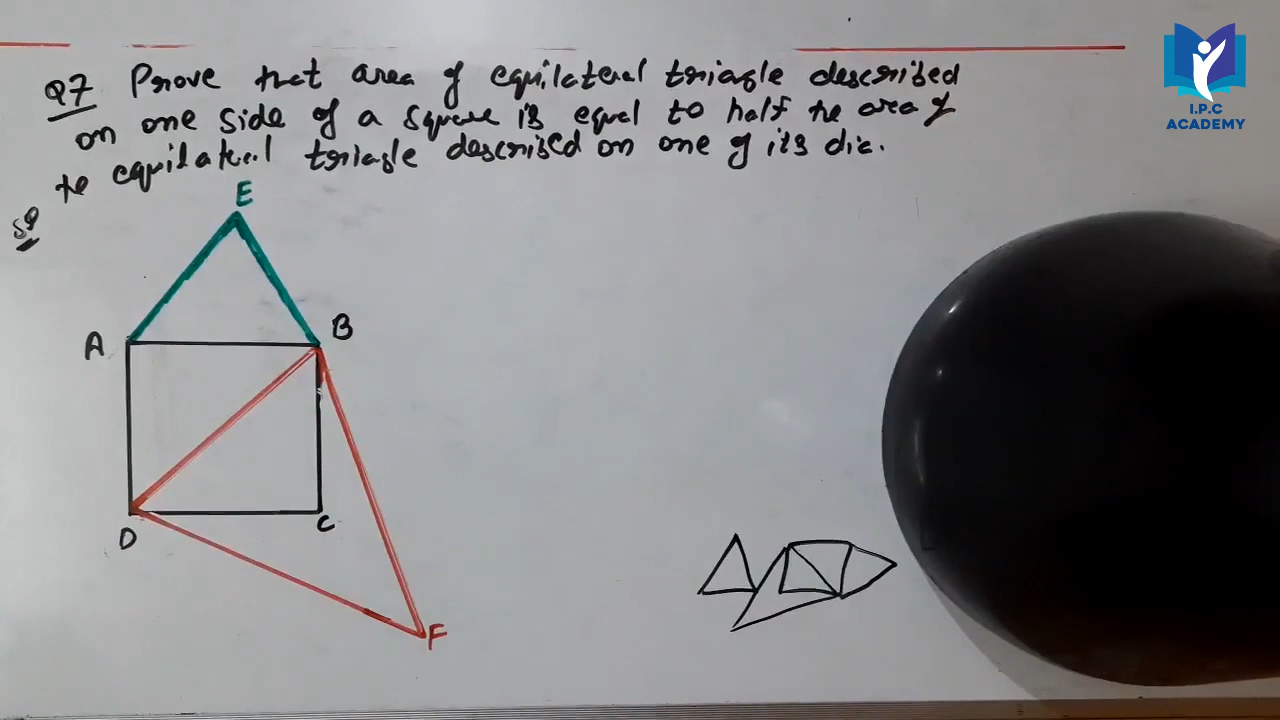 Q7 Prove that area of equilateral triangle described
on one side of a square is equal to half the area of
the equilateral triangle described on one of its dia.
Sol
E
A
B
D
C
F
I.P.C
ACADEMY